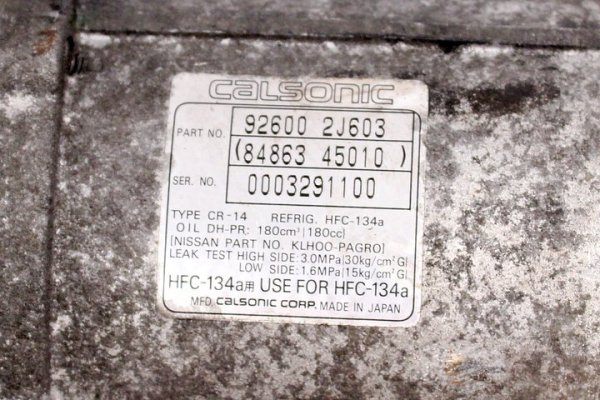 CALSONIC
PART NO. 92600 2J603
(84863 45010 )
SER. NO. 0003291100
TYPE CR-14 REFRIG. HFC-134a
OIL DH-PR: 180cm³[180cc]
[NISSAN PART NO. KLH00-PAGR0]
LEAK TEST HIGH SIDE: 3.0MPa[30kg/cm²G]
LOW SIDE: 1.6MPa[15kg/cm²G]
HFC-134a用 USE FOR HFC-134a
MFD CALSONIC CORP. MADE IN JAPAN